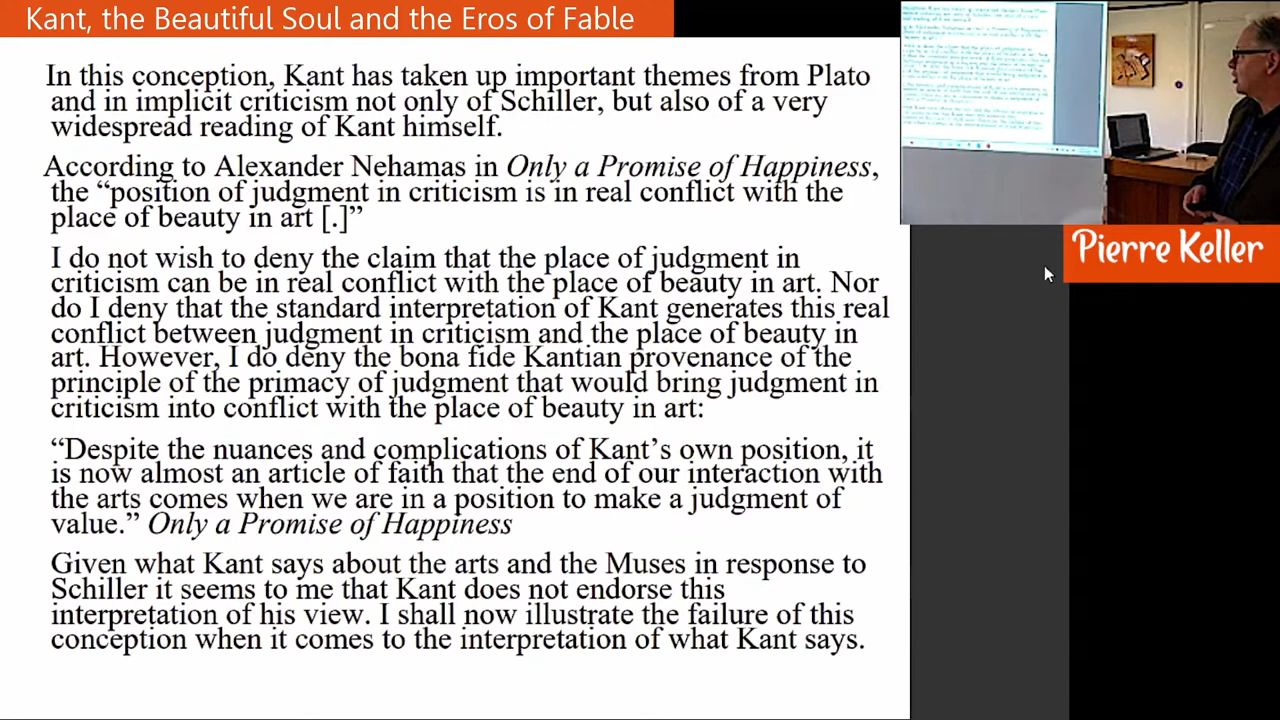 Kant, the Beautiful Soul and the Eros of Fable
In this conception Kant has taken up important themes from Plato
and in implicit criticism not only of Schiller, but also of a very
widespread reading of Kant himself.
According to Alexander Nehamas in Only a Promise of Happiness,
the “position of judgment in criticism is in real conflict with the
place of beauty in art [.]”
I do not wish to deny the claim that the place of judgment in
criticism can be in real conflict with the place of beauty in art. Nor
do I deny that the standard interpretation of Kant generates this real
conflict between judgment in criticism and the place of beauty in
art. However, I do deny the bona fide Kantian provenance of the
principle of the primacy of judgment that would bring judgment in
criticism into conflict with the place of beauty in art:
“Despite the nuances and complications of Kant’s own position, it
is now almost an article of faith that the end of our interaction with
the arts comes when we are in a position to make a judgment of
value.” Only a Promise of Happiness
Given what Kant says about the arts and the Muses in response to
Schiller it seems to me that Kant does not endorse this
interpretation of his view. I shall now illustrate the failure of this
conception when it comes to the interpretation of what Kant says.
Pierre Keller